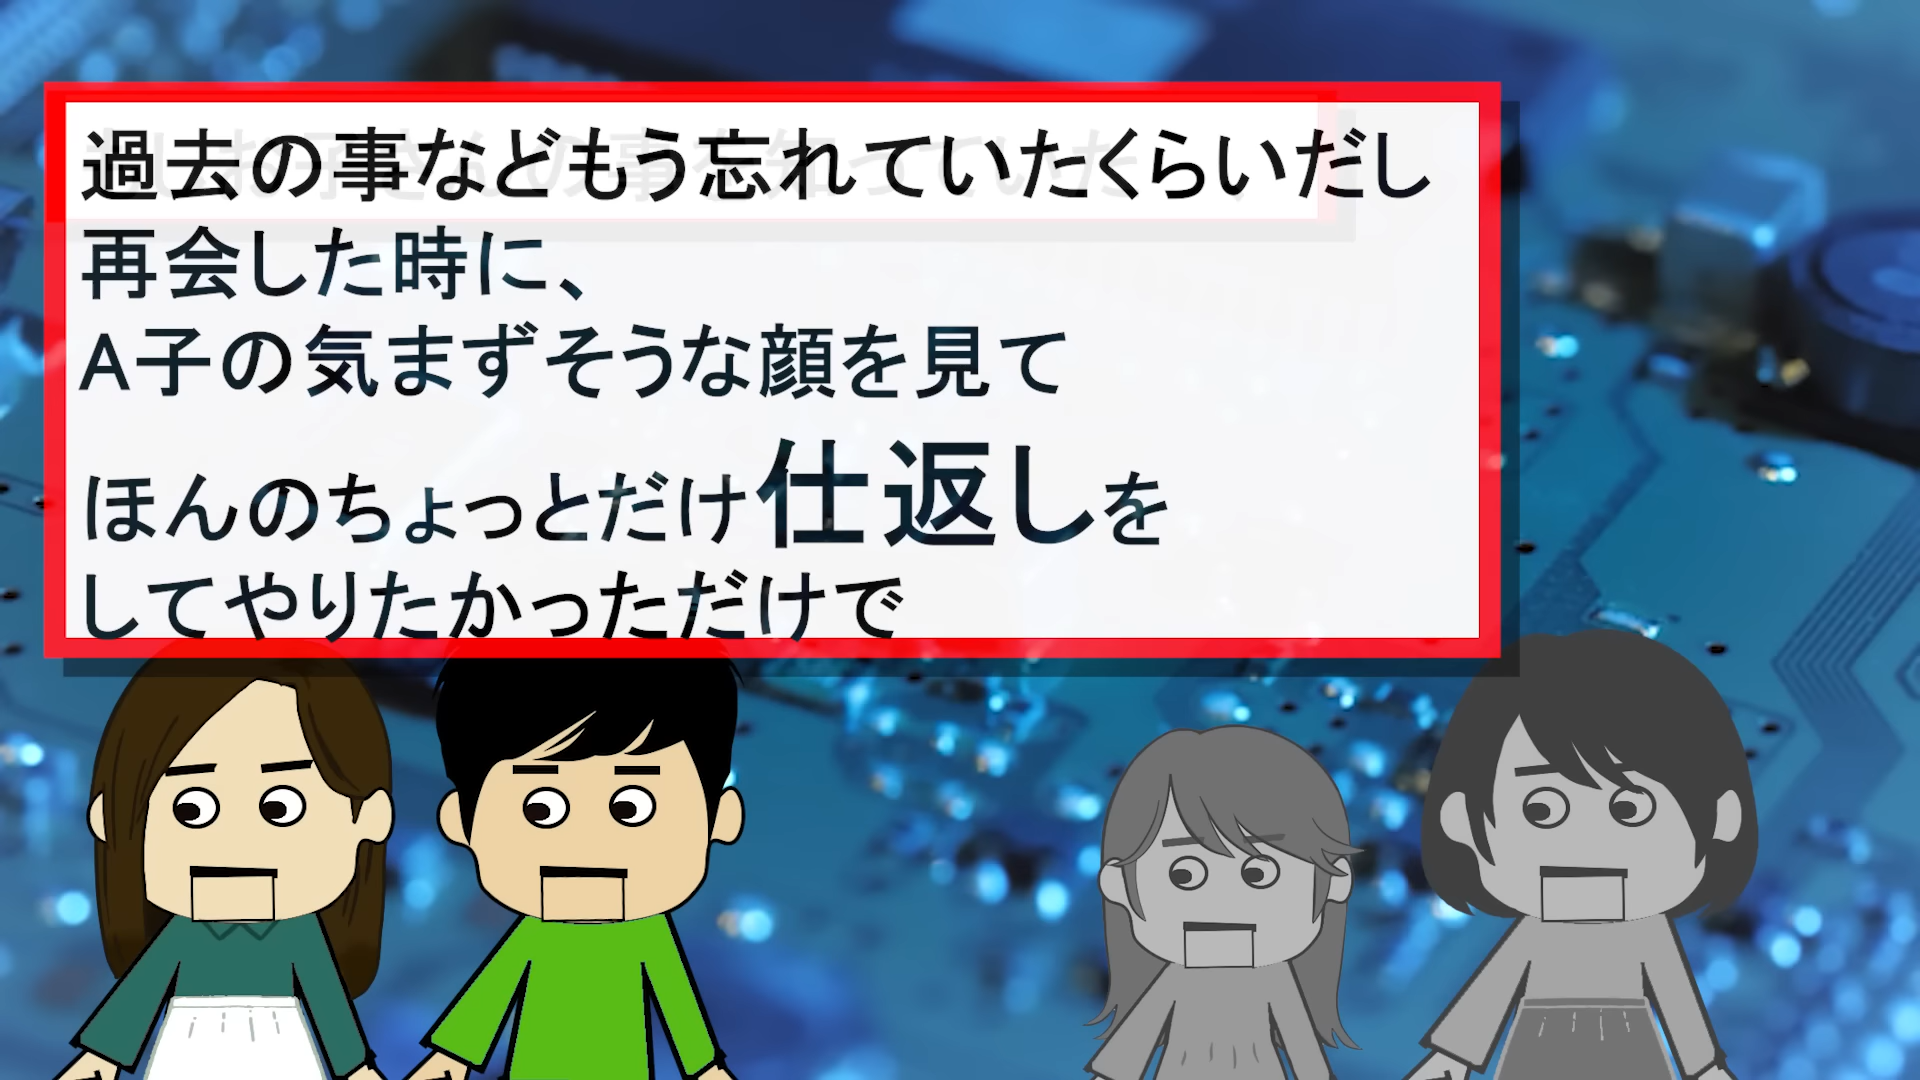 過去の事などもう忘れていたくらいだし
再会した時に、
A子の気まずそうな顔を見て
ほんのちょっとだけ仕返しを
してやりたかっただけで